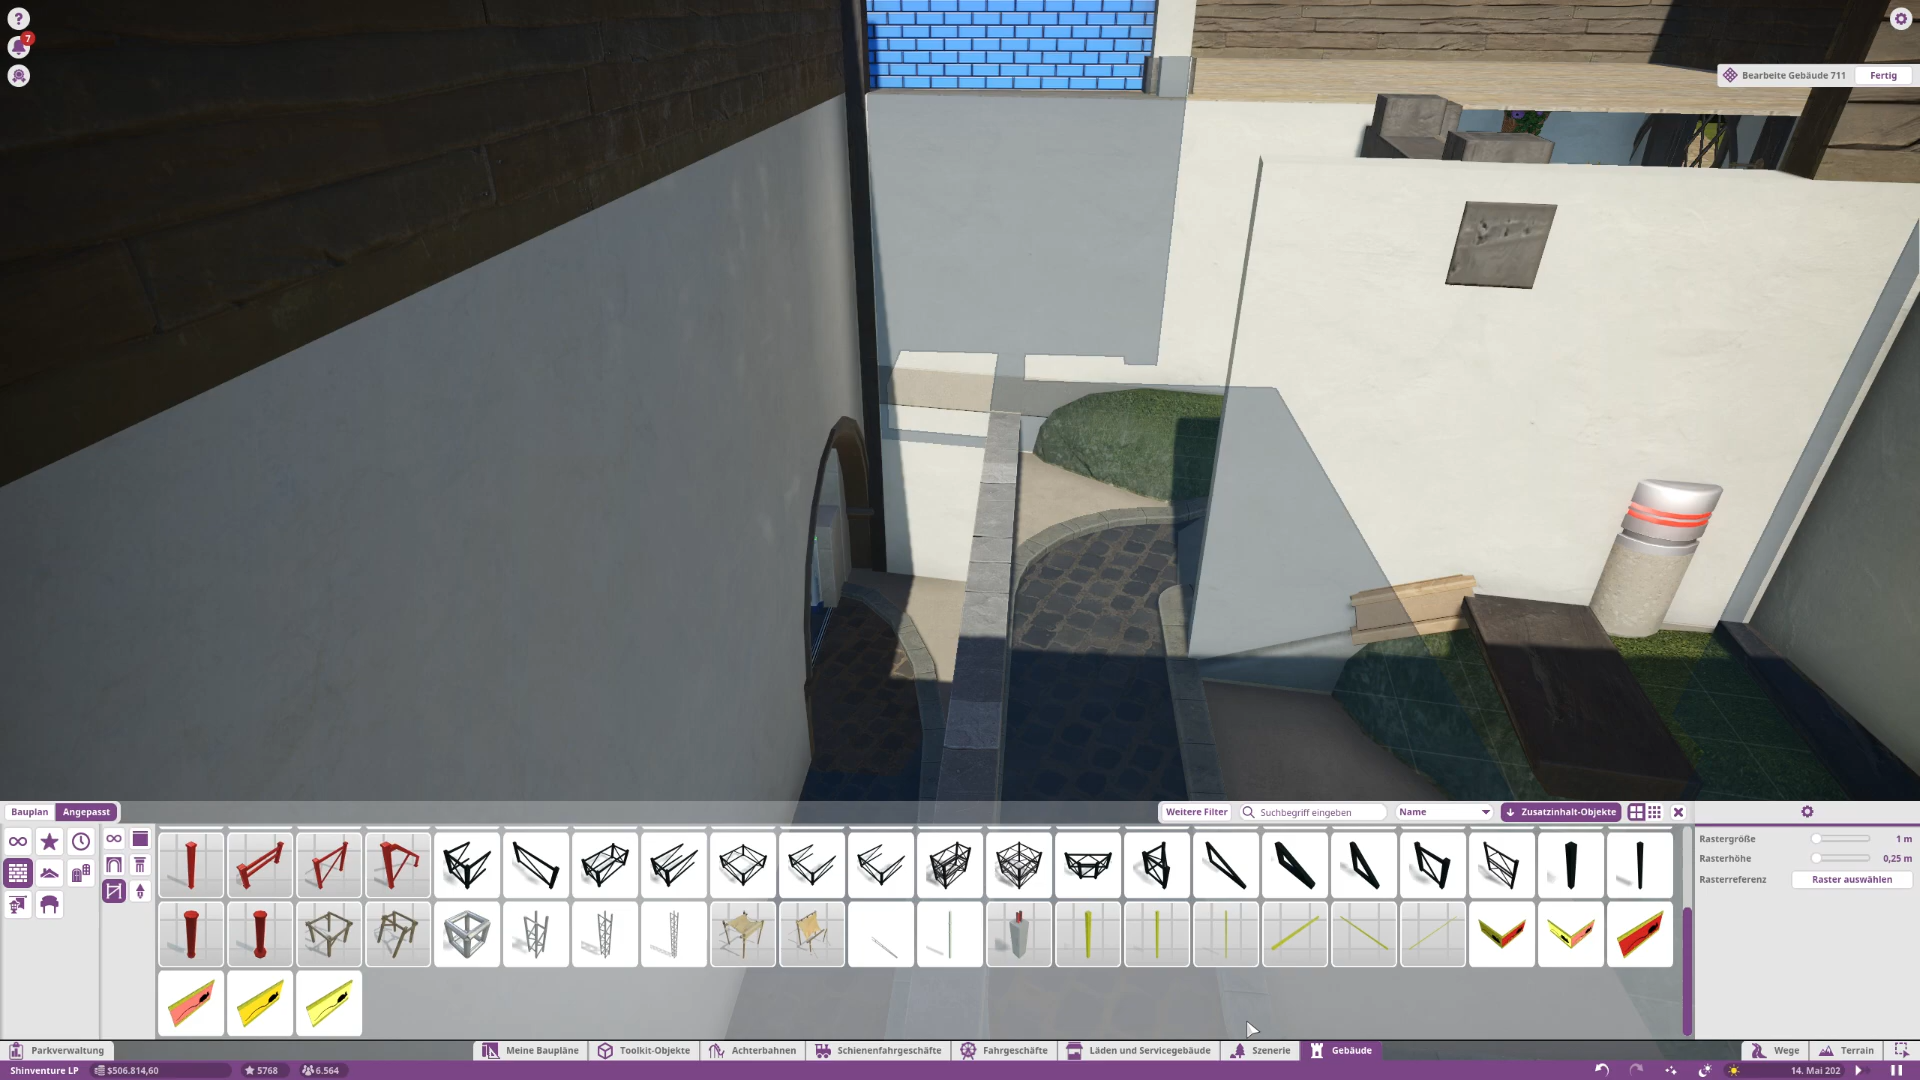 7
Bearbeite Gebäude 711 Fertig
Bauplan Angepasst
Weitere Filter Suchbegriff eingeben Name Zusatzinhalt-Objekte
Rastergröße 1 m
Rasterhöhe 0,25 m
Rasterreferenz Raster auswählen
Parkverwaltung Meine Baupläne Toolkit-Objekte Achterbahnen Schienenfahrgeschäfte Fahrgeschäfte Läden und Servicegebäude Szenerie Gebäude Wege Terrain
Shinventure LP $506.814,60 5768 6.564 14. Mai 202